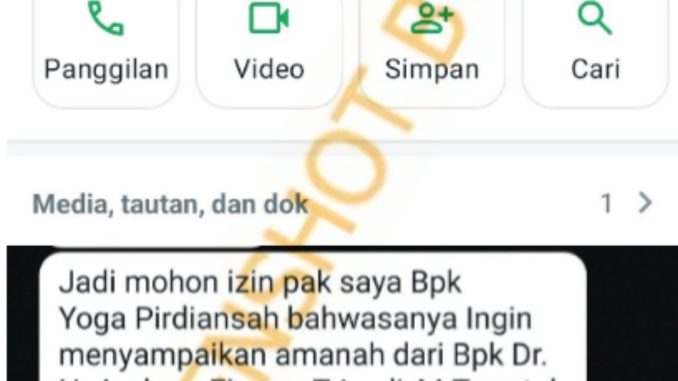 Panggilan Video Simpan Cari
Media, tautan, dan dok 1
Jadi mohon izin pak saya Bpk
Yoga Pirdiansah bahwasanya Ingin
menyampaikan amanah dari Bpk Dr.
NSHOT